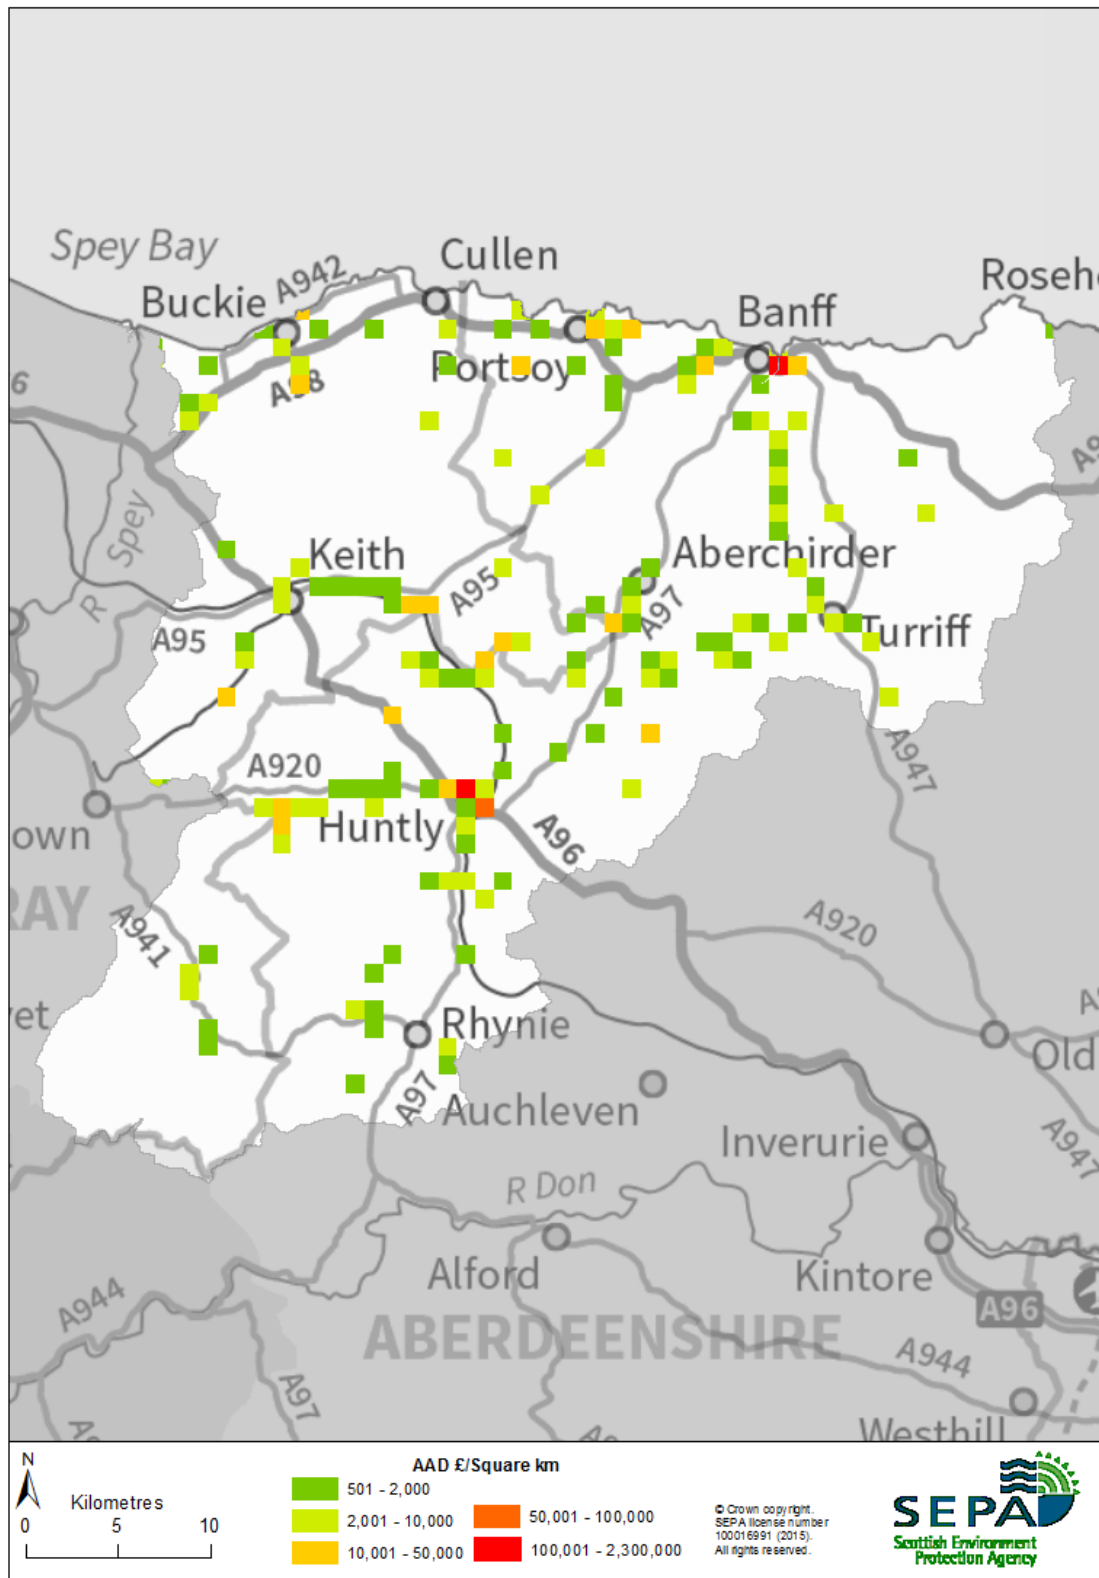 Spey Bay
Cullen
A942
Buckie
Roseh
Banff
Portsoy
A98
6
Spey
R
Keith
Aberchirder
A95
A97
A95
Turriff
A947
A920
own
Huntly
A96
RAY
A941
A920
vet
Rhynie
Old
A97
Auchleven
Inverurie
A947
R Don
Alford
Kintore
A944
A96
ABERDEENSHIRE
A944
A97
Westhill
N
Kilometres
0 5 10
AAD £/Square km
501 - 2,000
2,001 - 10,000
10,001 - 50,000
50,001 - 100,000
100,001 - 2,300,000
© Crown copyright.
SEPA license number
100016991 (2015).
All rights reserved.
SEPA
Scottish Environment
Protection Agency